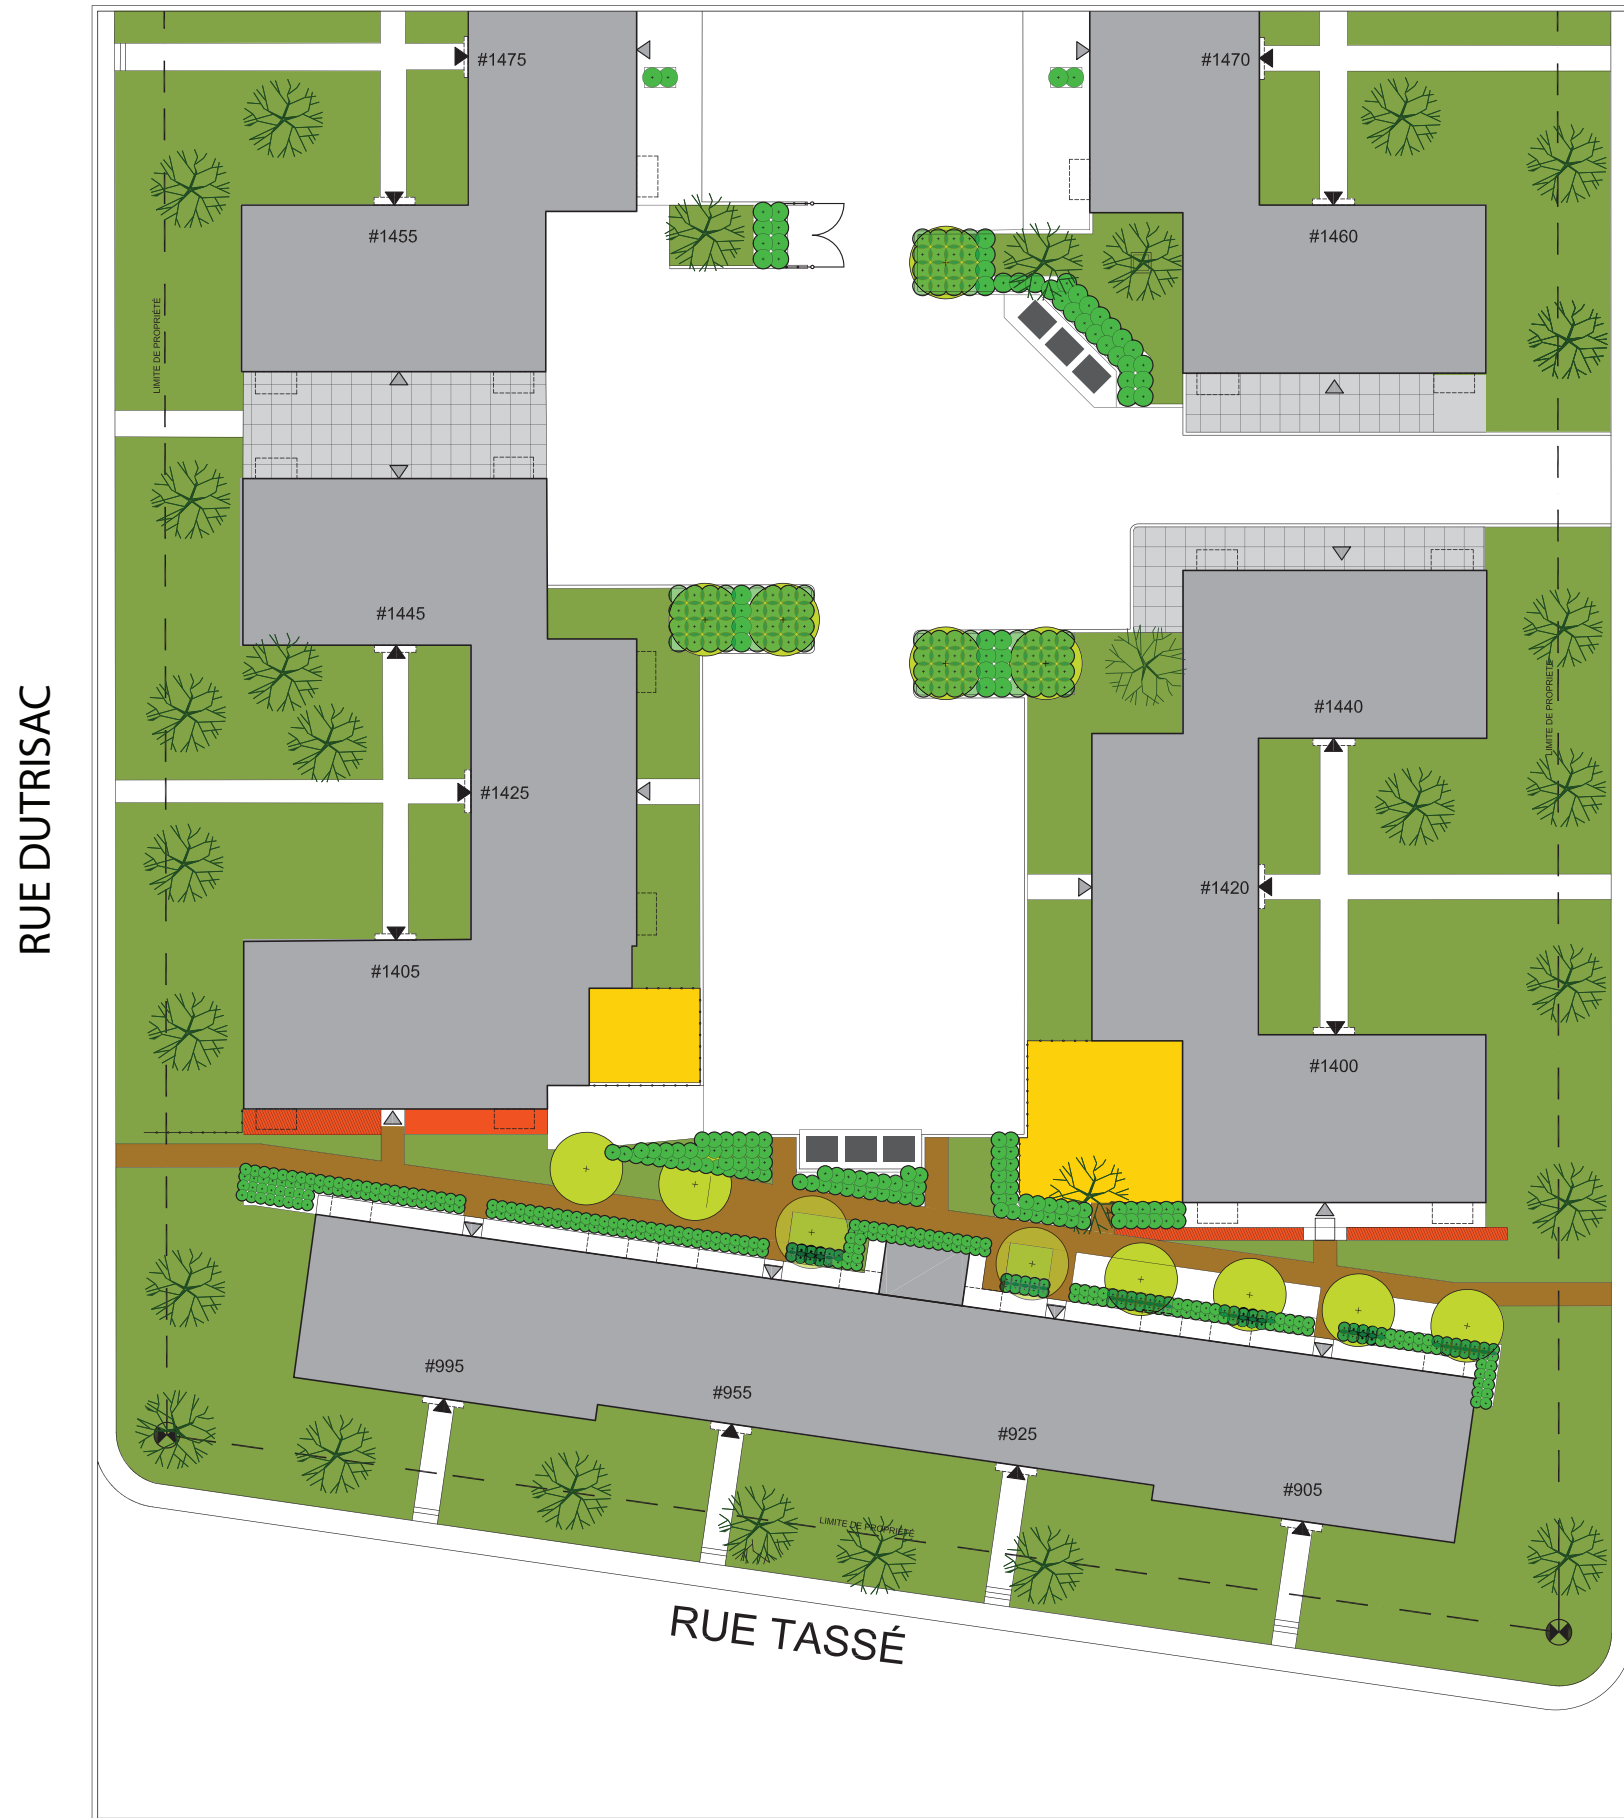 #1475
#1470
#1455
#1460
LIMITE DE PROPRIÉTÉ
#1445
RUE DUTRISAC
LIMITE DE PROPRIÉTÉ
#1440
#1425
#1420
#1405
#1400
#995
#955
#925
#905
LIMITE DE PROPRIÉTÉ
RUE TASSÉ